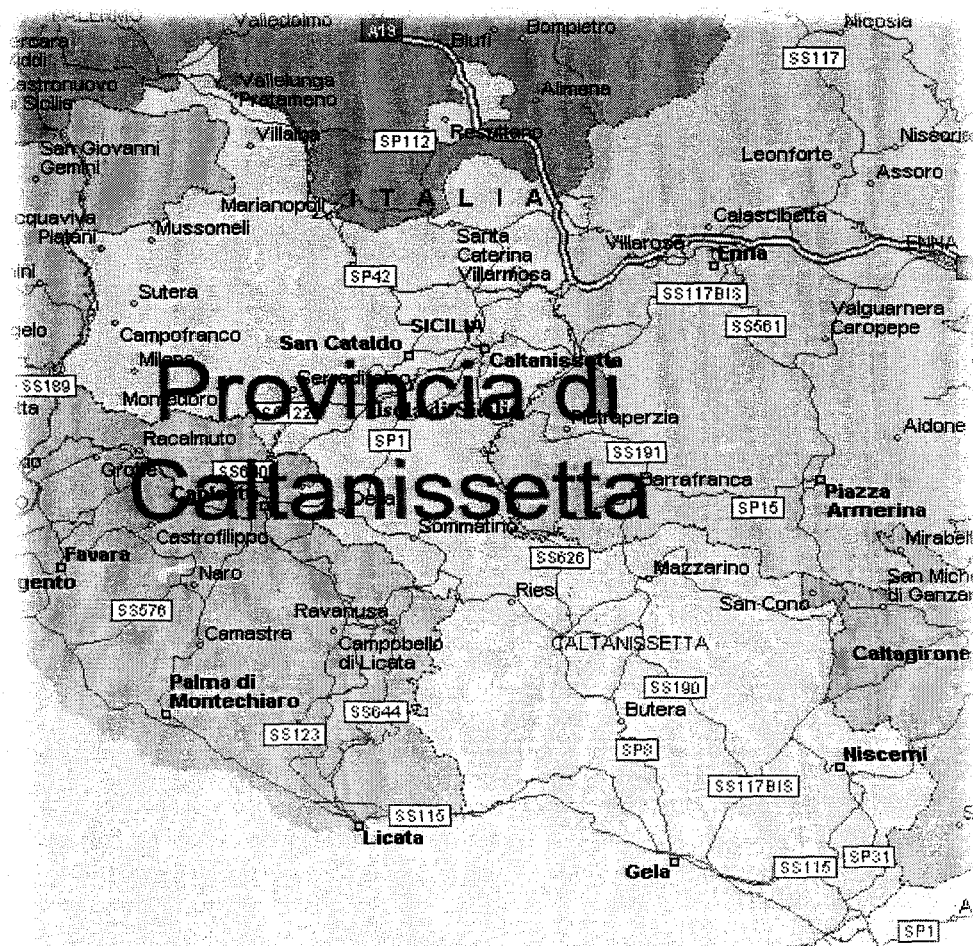 PALERMO
Valledolmo
Nicosia
A19
Blufi
Bompietro
SS117
Vallelunga
Pratameno
Alimena
Villalba
Resuttano
SP112
San Giovanni
Gemini
Leonforte
Assoro
ITALIA
Marianopoli
Mussomeli
Platani
Santa
Caterina
Villarmosa
Calascibetta
Villarosa
ENNA
Enna
SP42
SS117BIS
Sutera
Valguarnera
Caropepe
SS561
Campofranco
SICILIA
San Cataldo
Caltanissetta
Milena
SS189
Provincia di
Caltanissetta
Montedoro
Pietraperzia
SP1
Racalmuto
Aidone
SS191
Barrafranca
SP15
Piazza
Armerina
Sommatino
Castrofilippo
SS626
Favara
Mazzarino
Naro
Riesi
San Cono
SS576
Ravanusa
Camastra
Campobello
di Licata
CALTANISSETTA
Caltagirone
Palma di
Montechiaro
SS190
SS644
Butera
SS123
SP8
Niscemi
SS117BIS
SS115
Licata
Gela
SS115
SP31
SP1